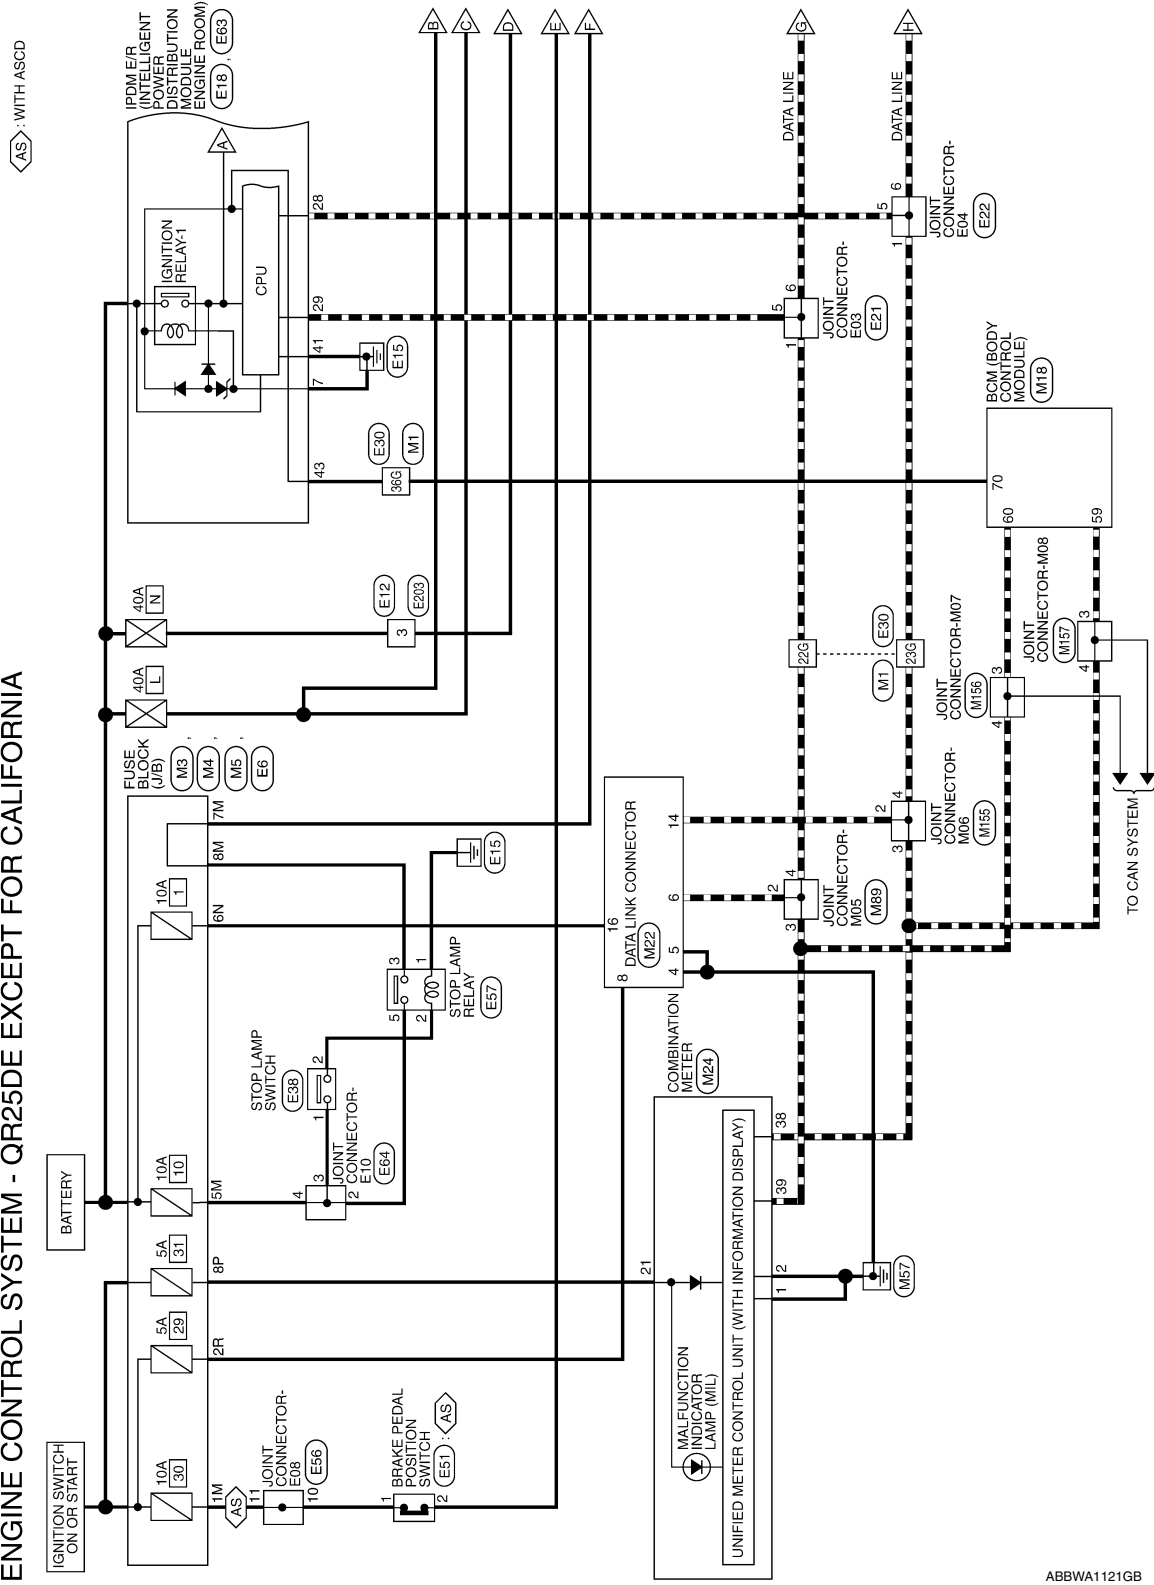 ENGINE CONTROL SYSTEM - QR25DE EXCEPT FOR CALIFORNIA
AS : WITH ASCD
IGNITION SWITCH
ON OR START
BATTERY
10A
30
5A
29
5A
31
10A
10
10A
1
FUSE
BLOCK
(J/B)
M3 ,
M4 ,
M5 ,
E6
1M
2R
8P
5M
6N
8M
7M
40A
L
40A
N
IPDM E/R
(INTELLIGENT
POWER
DISTRIBUTION
MODULE
ENGINE ROOM)
E18 , E63
IGNITION
RELAY-1
CPU
A
43
7
41
29
28
E15
AS
11
JOINT
CONNECTOR-
E08
E56
10
1
BRAKE PEDAL
POSITION
SWITCH
E51 : AS
2
4
3
2
JOINT
CONNECTOR-
E10
E64
STOP LAMP
SWITCH
E38
1
2
5
3
2
1
STOP LAMP
RELAY
E57
E15
3
E12
E203
36G
E30
M1
B
C
D
E
F
G
H
DATA LINE
DATA LINE
16
8
DATA LINK CONNECTOR
M22
4
5
6
14
COMBINATION
METER
M24
21
MALFUNCTION
INDICATOR
LAMP (MIL)
UNIFIED METER CONTROL UNIT (WITH INFORMATION DISPLAY)
1
2
39
38
M57
3
2
4
JOINT
CONNECTOR-
M05
M89
3
2
4
JOINT
CONNECTOR-
M06
M155
22G
23G
M1
E30
1
5
6
JOINT
CONNECTOR-
E03
E21
1
5
6
JOINT
CONNECTOR-
E04
E22
JOINT
CONNECTOR-M07
M156
4
3
JOINT
CONNECTOR-M08
M157
4
3
BCM (BODY
CONTROL
MODULE)
M18
70
60
59
TO CAN SYSTEM
ABBWA1121GB